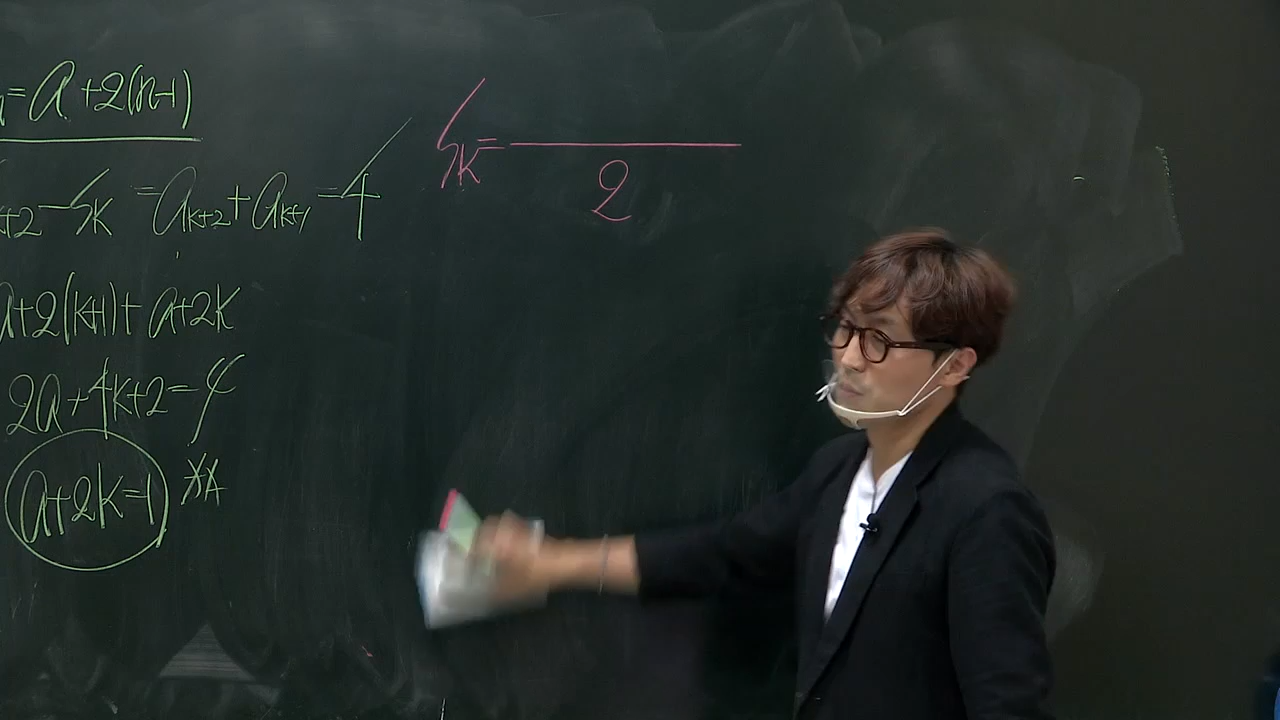 =a+2(n-1)
k+2-Sk=ak+2+ak+1=4
a+2(k+1)+a+2k
2a+4k+2=4
a+2k=1
Sk=
2